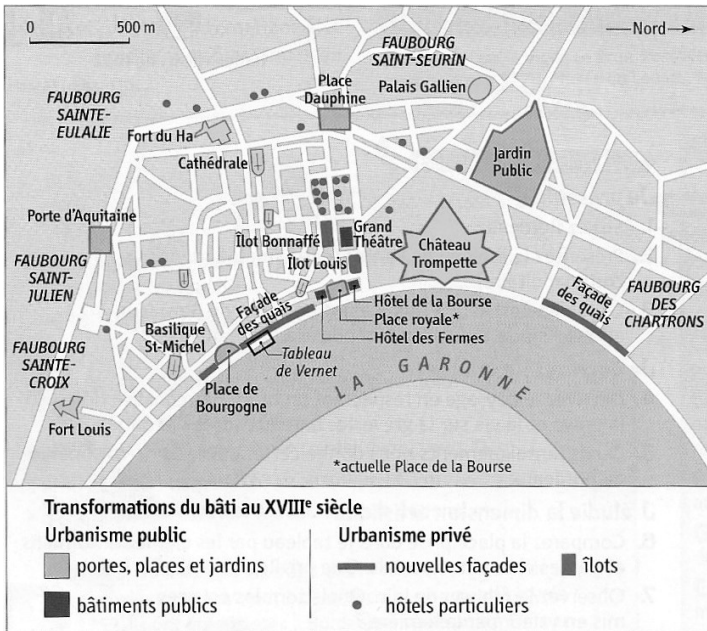 0 500 m
Nord
FAUBOURG
SAINT-SEURIN
Place
Dauphine
Palais Gallien
FAUBOURG
SAINTE-
EULALIE
Fort du Ha
Cathédrale
Jardin
Public
Porte d'Aquitaine
Îlot Bonnaffé
Grand
Théâtre
Château
Trompette
FAUBOURG
SAINT-
JULIEN
Îlot Louis
Façade
des quais
Hôtel de la Bourse
Place royale*
Hôtel des Fermes
Façade
des quais
FAUBOURG
DES
CHARTRONS
Basilique
St-Michel
Tableau
de Vernet
FAUBOURG
SAINTE-
CROIX
Place de
Bourgogne
LA GARONNE
Fort Louis
*actuelle Place de la Bourse
Transformations du bâti au XVIIIe siècle
Urbanisme public
portes, places et jardins
bâtiments publics
Urbanisme privé
nouvelles façades
îlots
hôtels particuliers